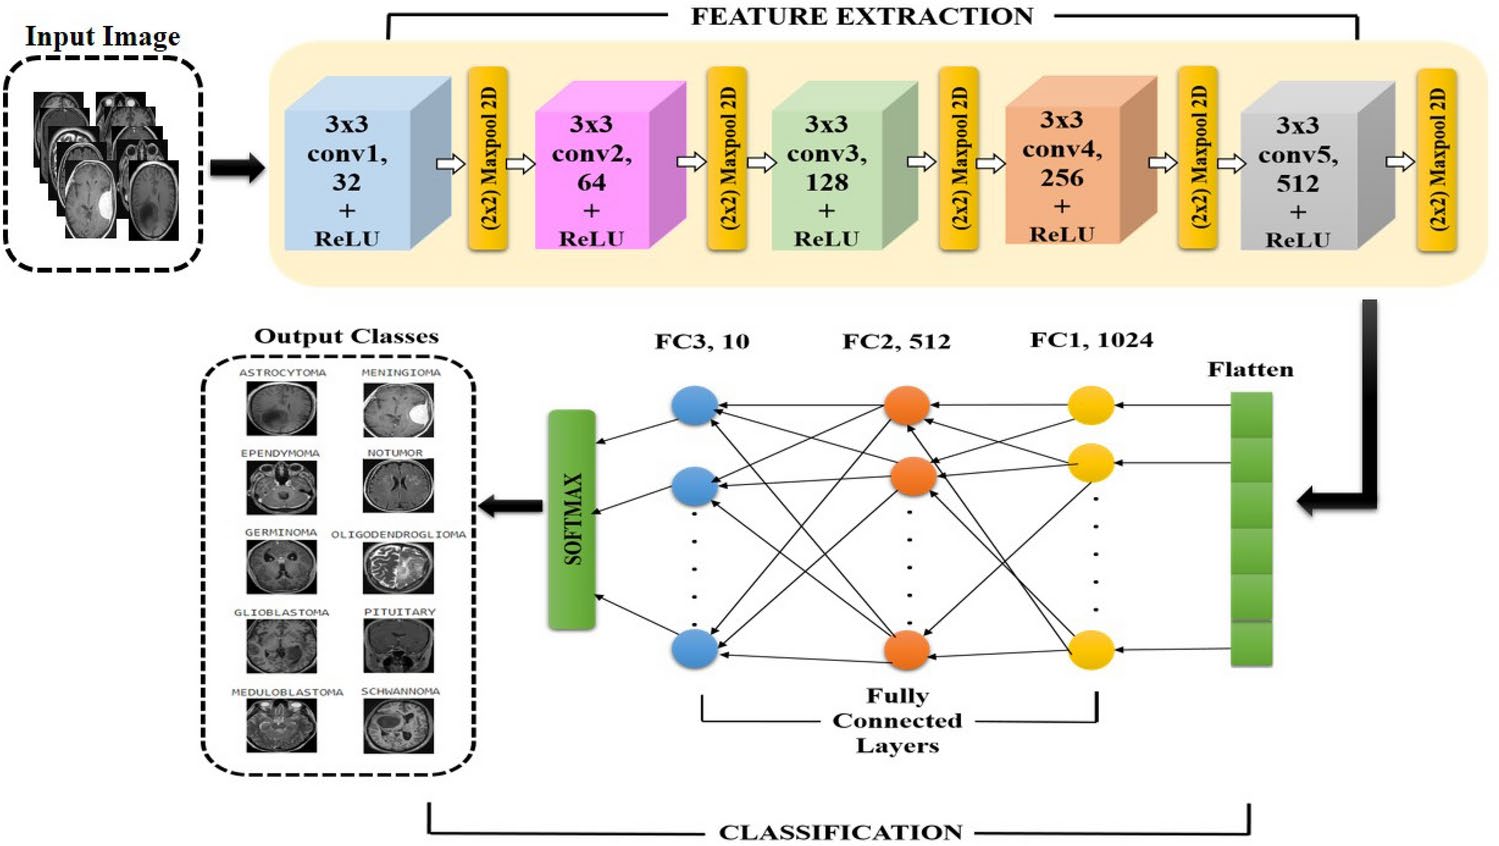 FEATURE EXTRACTION
Input Image
3x3
conv1,
32
+
ReLU
(2x2) Maxpool 2D
3x3
conv2,
64
+
ReLU
(2x2) Maxpool 2D
3x3
conv3,
128
+
ReLU
(2x2) Maxpool 2D
3x3
conv4,
256
+
ReLU
(2x2) Maxpool 2D
3x3
conv5,
512
+
ReLU
(2x2) Maxpool 2D
Output Classes
FC3, 10
FC2, 512
FC1, 1024
Flatten
ASTROCYTOMA
MENINGIOMA
EPENDYMOMA
NOTUMOR
GERMINOMA
OLIGODENDROGLIOMA
GLIOBLASTOMA
PITUITARY
MEDULOBLASTOMA
SCHWANNOMA
SOFTMAX
Fully
Connected
Layers
CLASSIFICATION